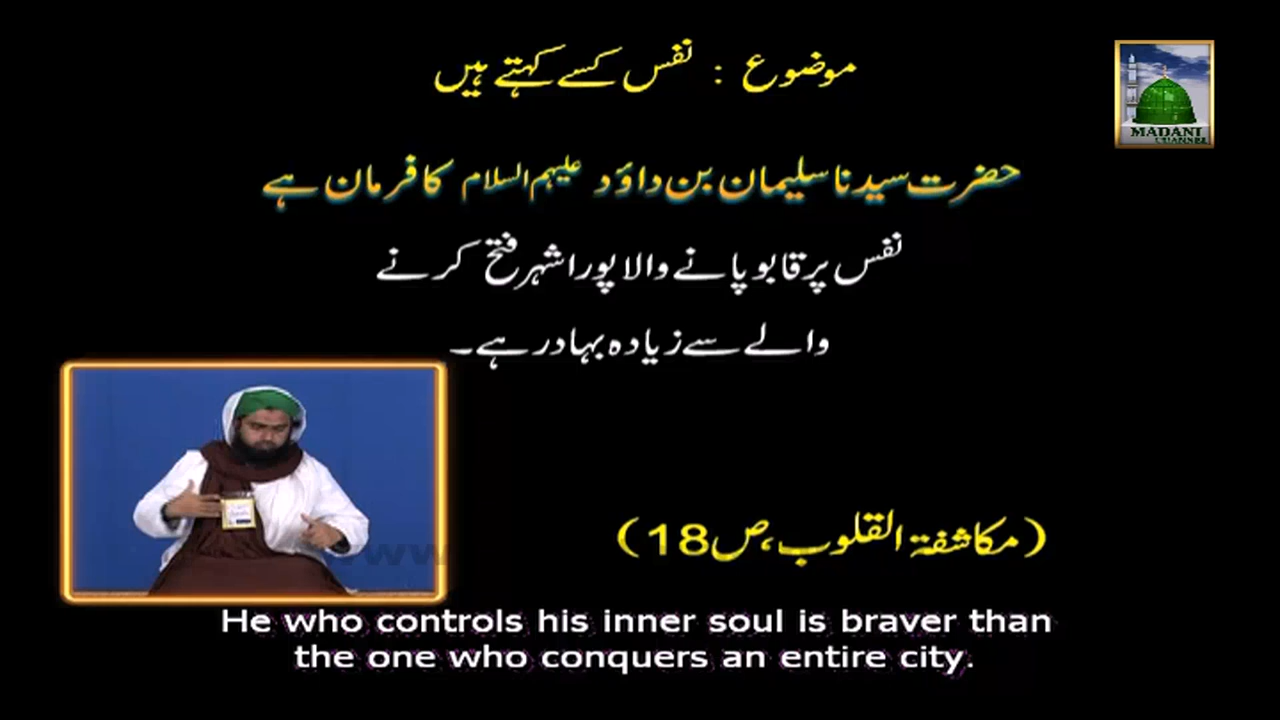 موضوع : نفس کسے کہتے ہیں
MADANI
CHANNEL
حضرت سیدنا سلیمان بن داؤد علیہم السلام کا فرمان ہے
نفس پر قابو پانے والا پورا شہر فتح کرنے
والے سے زیادہ بہادر ہے۔
(مکاشفۃ القلوب، ص18)
www
He who controls his inner soul is braver than
the one who conquers an entire city.